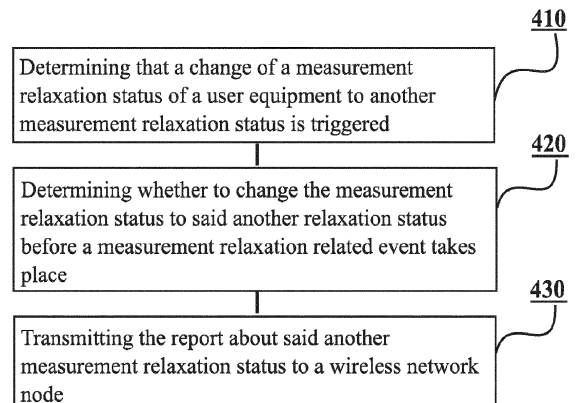 410
Determining that a change of a measurement
relaxation status of a user equipment to another
measurement relaxation status is triggered
420
Determining whether to change the measurement
relaxation status to said another relaxation status
before a measurement relaxation related event takes
place
430
Transmitting the report about said another
measurement relaxation status to a wireless network
node